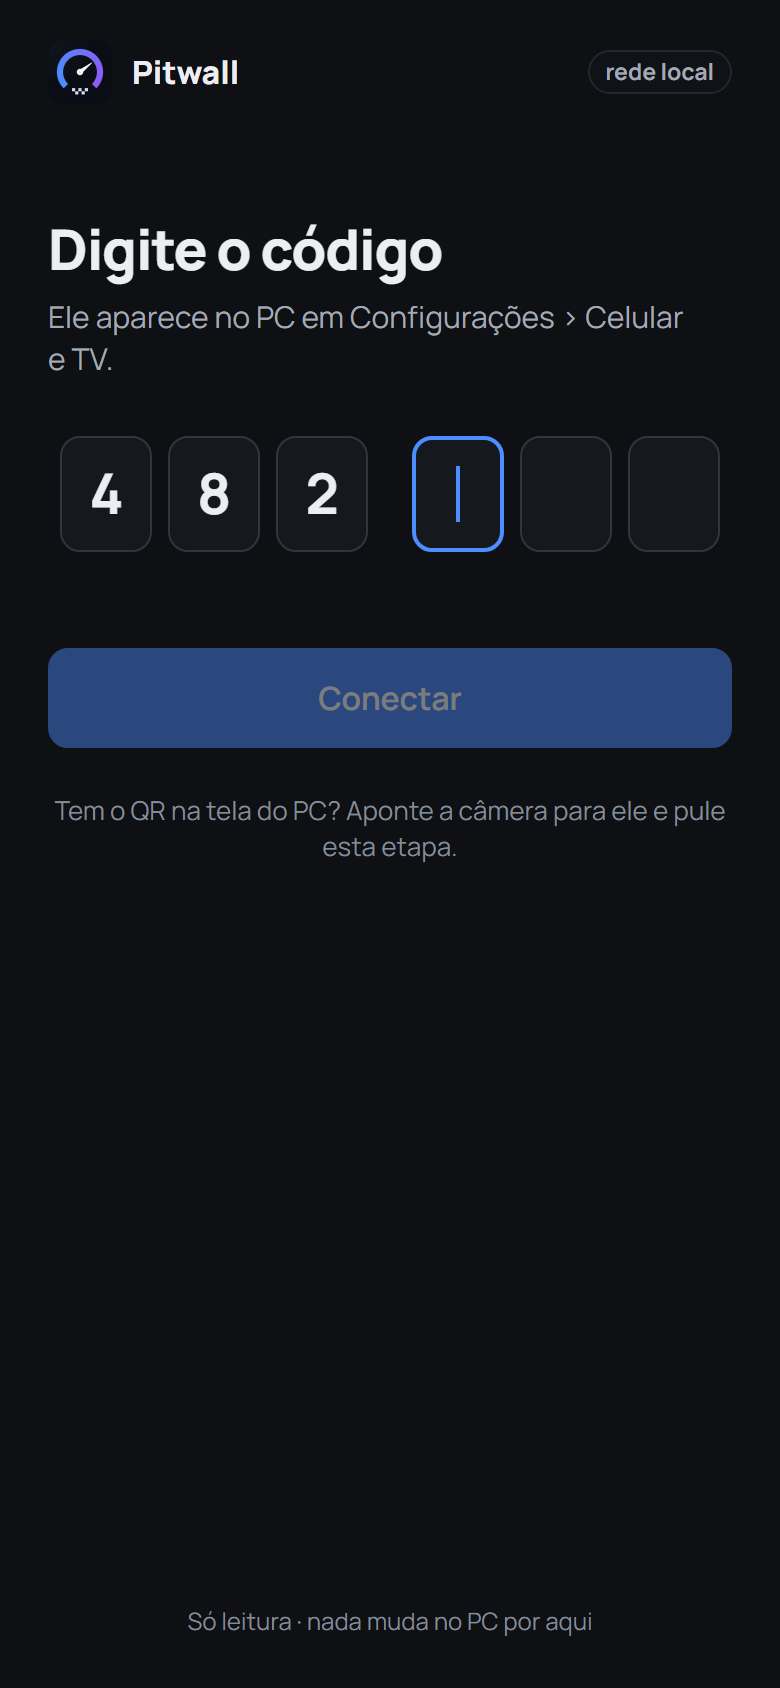 Pitwall
rede local
Digite o código
Ele aparece no PC em Configurações > Celular
e TV.
4 8 2
Conectar
Tem o QR na tela do PC? Aponte a câmera para ele e pule
esta etapa.
Só leitura · nada muda no PC por aqui